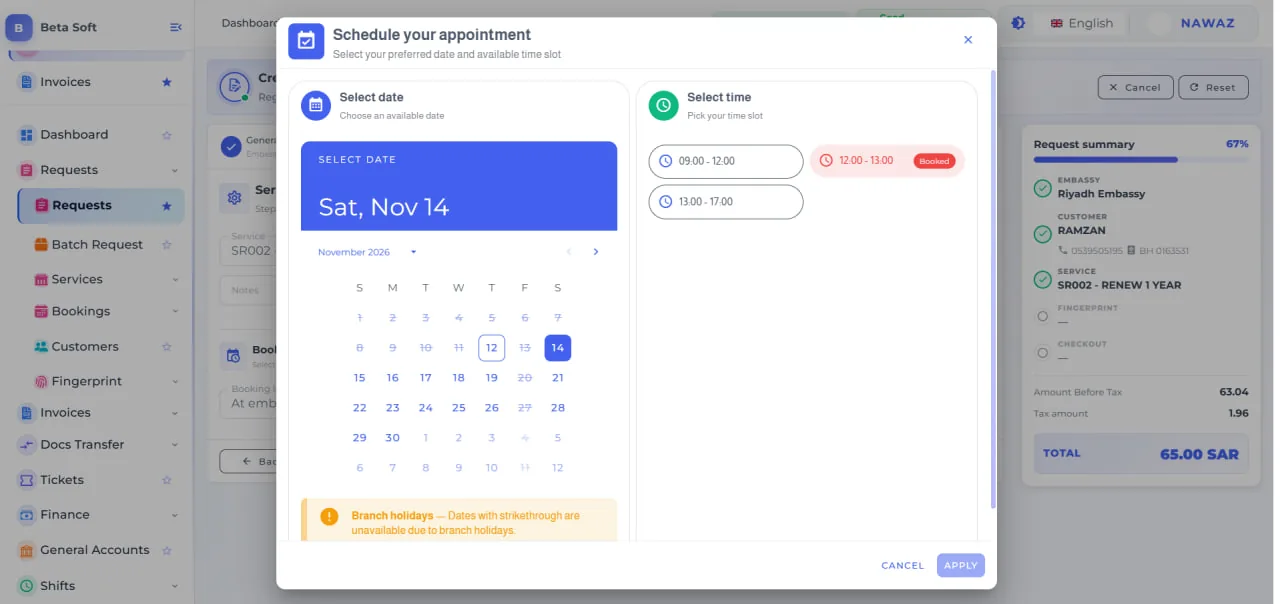 B Beta Soft
Invoices
Dashboard
Requests
Requests
Batch Request
Services
Bookings
Customers
Fingerprint
Invoices
Docs Transfer
Tickets
Finance
General Accounts
Shifts
English
NAWAZ
Cancel
Reset
Service
SR002 -
Notes
At emb
Schedule your appointment
Select your preferred date and available time slot
Select date
Choose an available date
SELECT DATE
Sat, Nov 14
November 2026
S M T W T F S
1 2 3 4 5 6 7
8 9 10 11 12 13 14
15 16 17 18 19 20 21
22 23 24 25 26 27 28
29 30 1 2 3 4 5
6 7 8 9 10 11 12
Branch holidays — Dates with strikethrough are
unavailable due to branch holidays.
Select time
Pick your time slot
09:00 - 12:00
12:00 - 13:00 Booked
13:00 - 17:00
CANCEL APPLY
Request summary 67%
EMBASSY
Riyadh Embassy
CUSTOMER
RAMZAN
0539505195 BH 0163531
SERVICE
SR002 - RENEW 1 YEAR
FINGERPRINT
—
CHECKOUT
—
Amount Before Tax 63.04
Tax amount 1.96
TOTAL 65.00 SAR